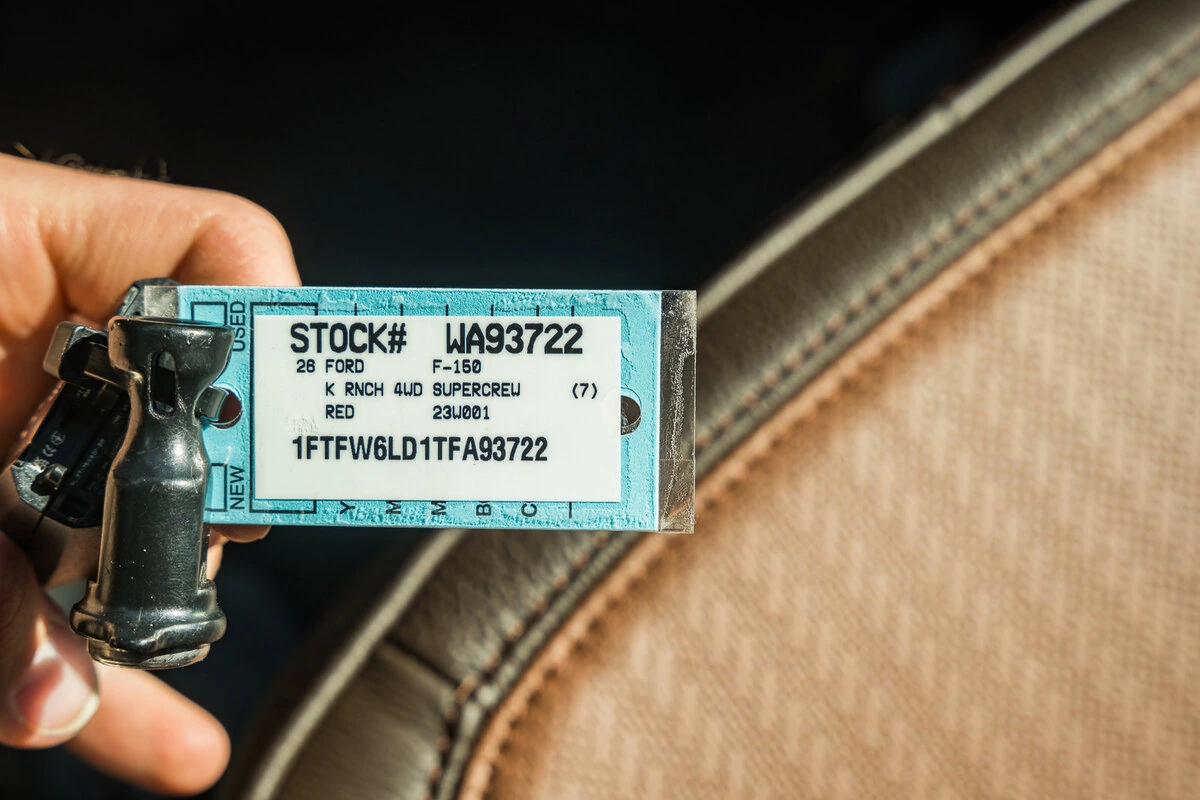 STOCK# WA93722
26 FORD F-150
K RNCH 4WD SUPERCREW (7)
RED 23W001
1FTFW6LD1TFA93722
USED
NEW